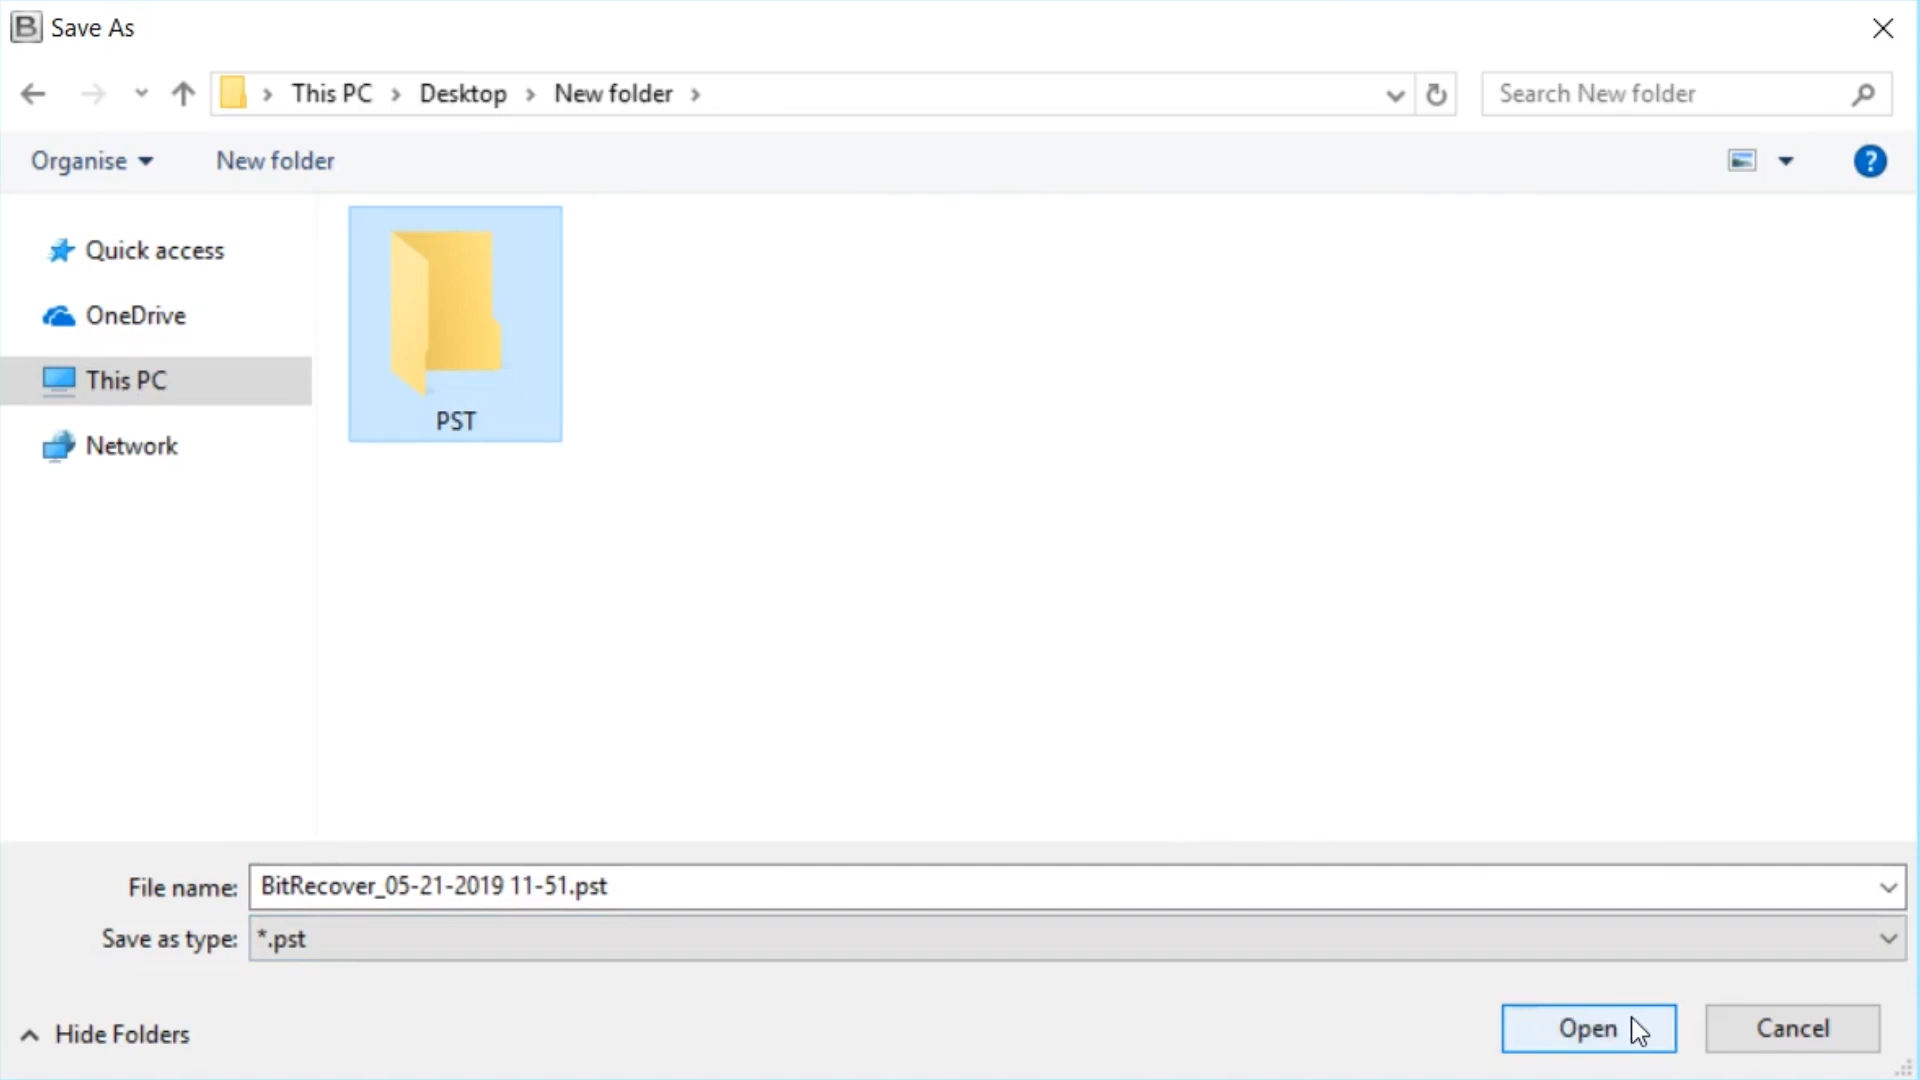 B Save As
This PC > Desktop > New folder >
Search New folder
Organise
New folder
?
Quick access
OneDrive
This PC
Network
PST
File name: BitRecover_05-21-2019 11-51.pst
Save as type: *.pst
Hide Folders
Open
Cancel